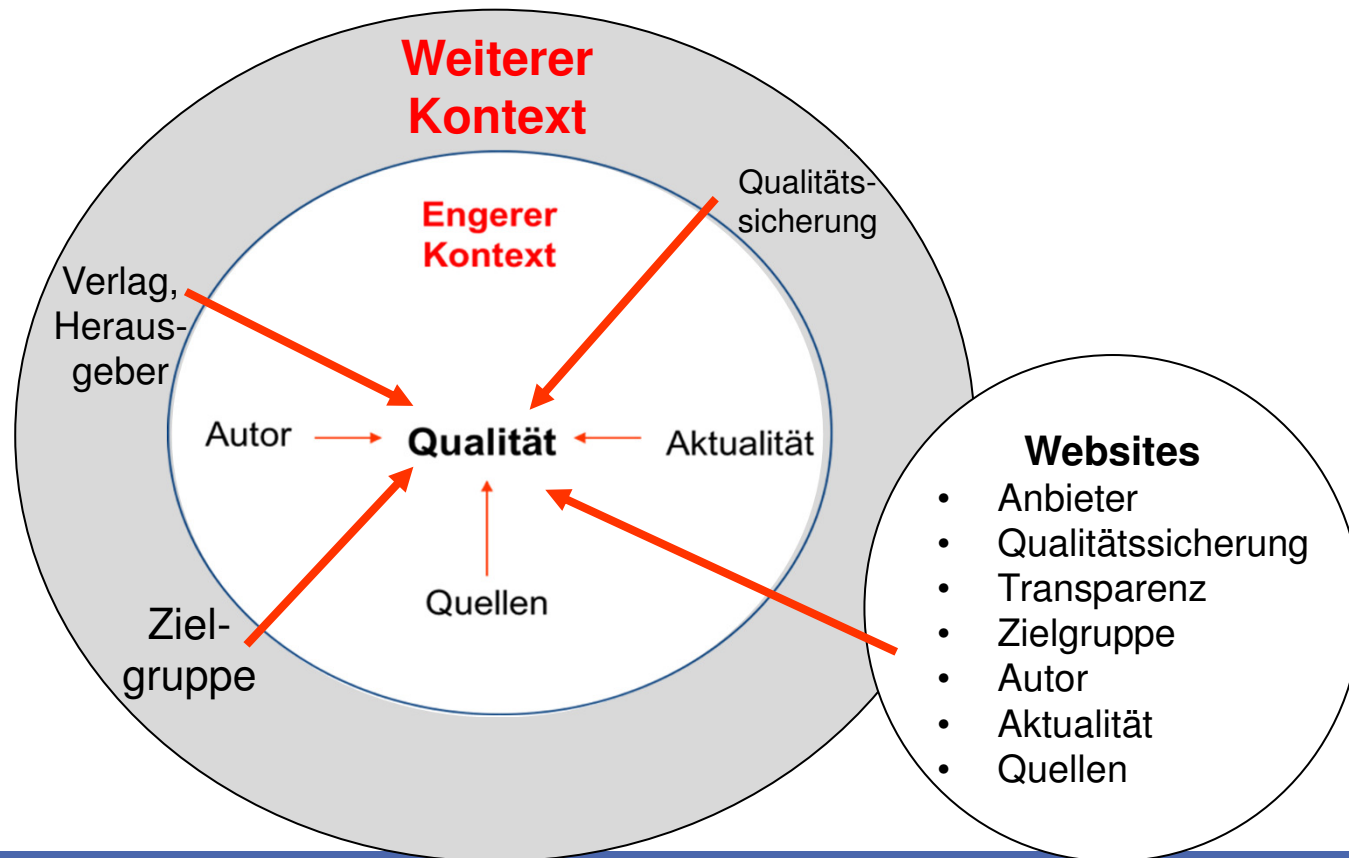 Weiterer
Kontext
Qualitäts-
sicherung
Engerer
Kontext
Verlag,
Heraus-
geber
Autor
Qualität
Aktualität
Quellen
Ziel-
gruppe
Websites
• Anbieter
• Qualitätssicherung
• Transparenz
• Zielgruppe
• Autor
• Aktualität
• Quellen